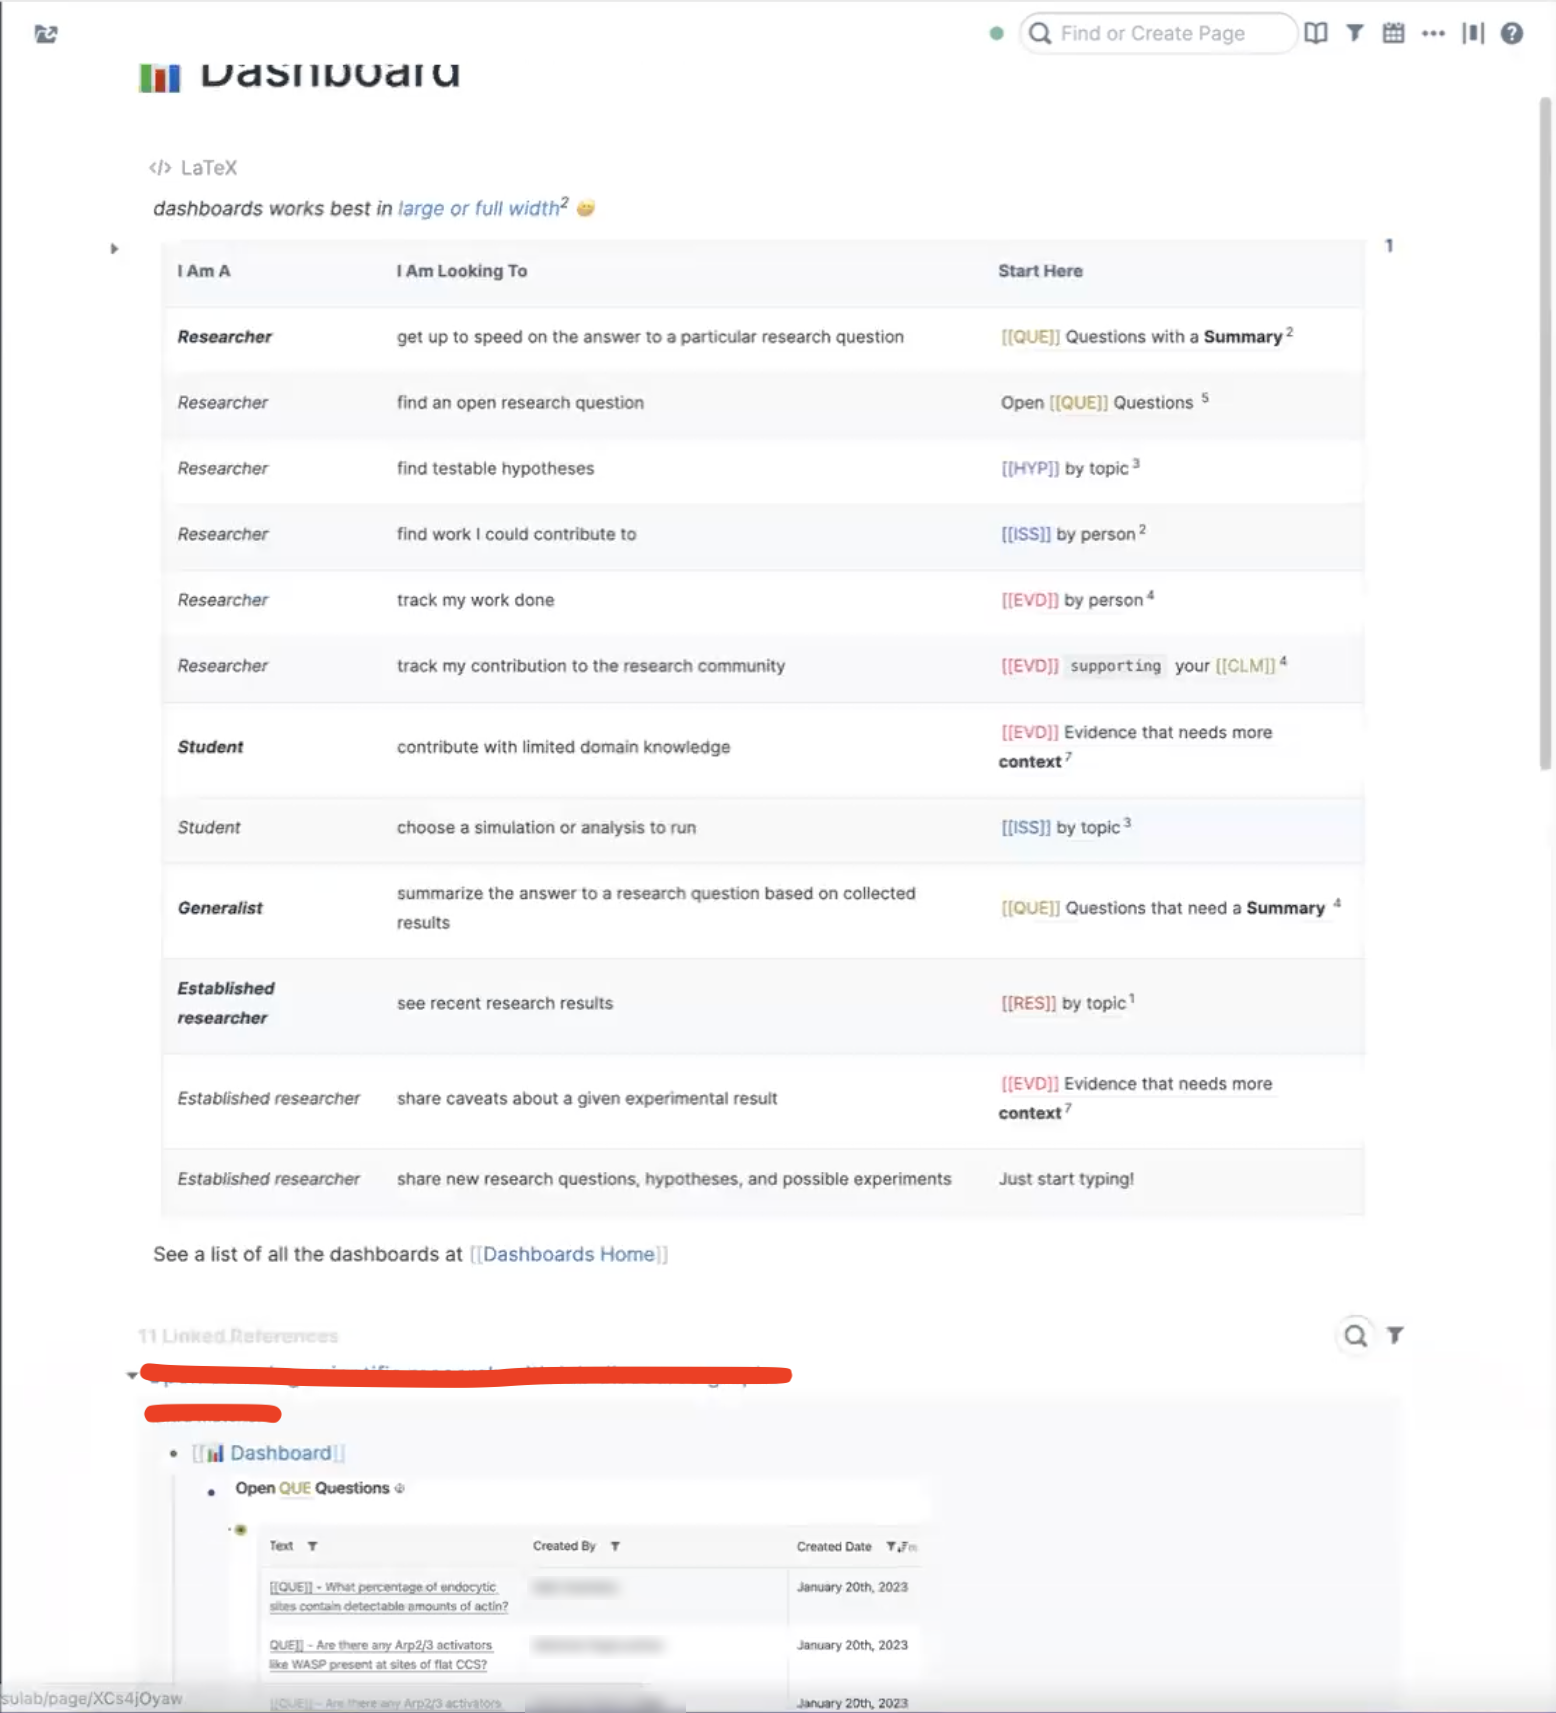 Find or Create Page
Dashboard
</> LaTeX
dashboards works best in large or full width2
1
I Am A I Am Looking To Start Here
Researcher get up to speed on the answer to a particular research question [[QUE]] Questions with a Summary 2
Researcher find an open research question Open [[QUE]] Questions 5
Researcher find testable hypotheses [[HYP]] by topic 3
Researcher find work I could contribute to [[ISS]] by person 2
Researcher track my work done [[EVD]] by person 4
Researcher track my contribution to the research community [[EVD]] supporting your [[CLM]] 4
Student contribute with limited domain knowledge [[EVD]] Evidence that needs more
context 7
Student choose a simulation or analysis to run [[ISS]] by topic 3
Generalist summarize the answer to a research question based on collected
results [[QUE]] Questions that need a Summary 4
Established
researcher see recent research results [[RES]] by topic 1
Established researcher share caveats about a given experimental result [[EVD]] Evidence that needs more
context 7
Established researcher share new research questions, hypotheses, and possible experiments Just start typing!
See a list of all the dashboards at [[Dashboards Home]]
11 Linked References
[[Dashboard]]
Open QUE Questions
Text Created By Created Date
[[QUE]] - What percentage of endocytic
sites contain detectable amounts of actin?
January 20th, 2023
QUE]] - Are there any Arp2/3 activators
like WASP present at sites of flat CCS?
January 20th, 2023
[[QUE]] - Are there any Arp2/3 activators
January 20th, 2023
sulab/page/XCs4jOyaw